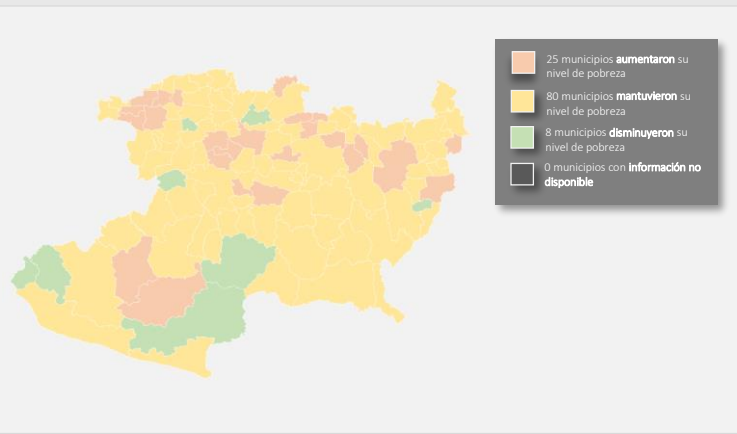 25 municipios aumentaron su
nivel de pobreza
80 municipios mantuvieron su
nivel de pobreza
8 municipios disminuyeron su
nivel de pobreza
0 municipios con información no
disponible